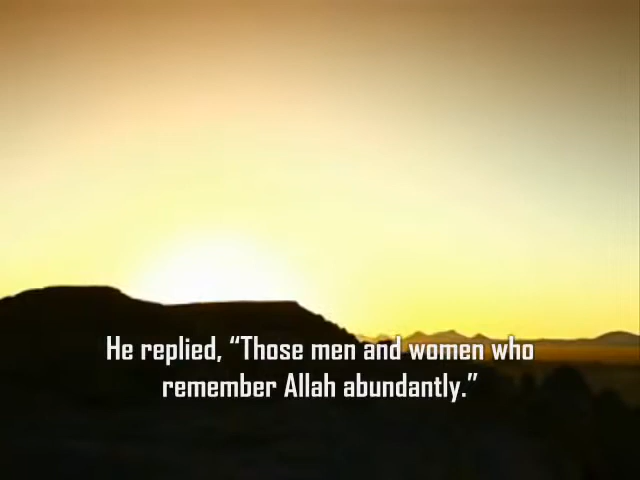 He replied, “Those men and women who
remember Allah abundantly.”